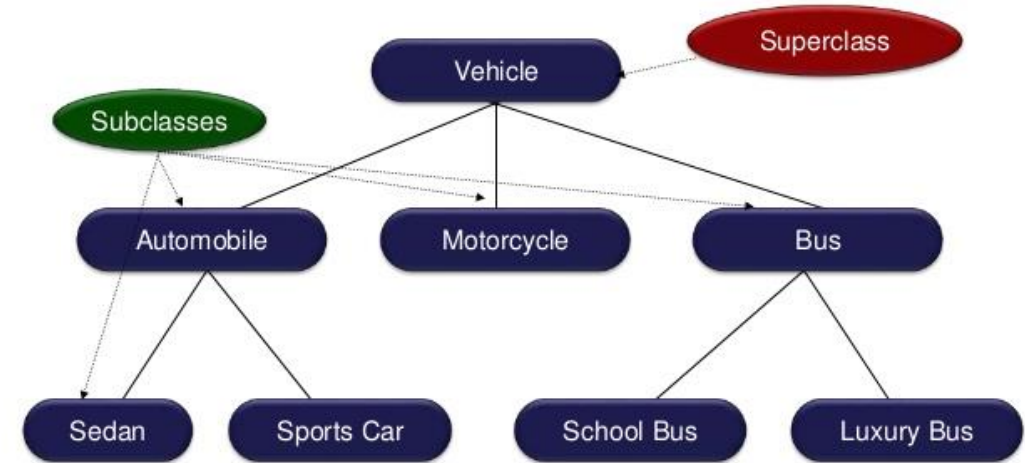 Superclass
Vehicle
Subclasses
Automobile
Motorcycle
Bus
Sedan
Sports Car
School Bus
Luxury Bus